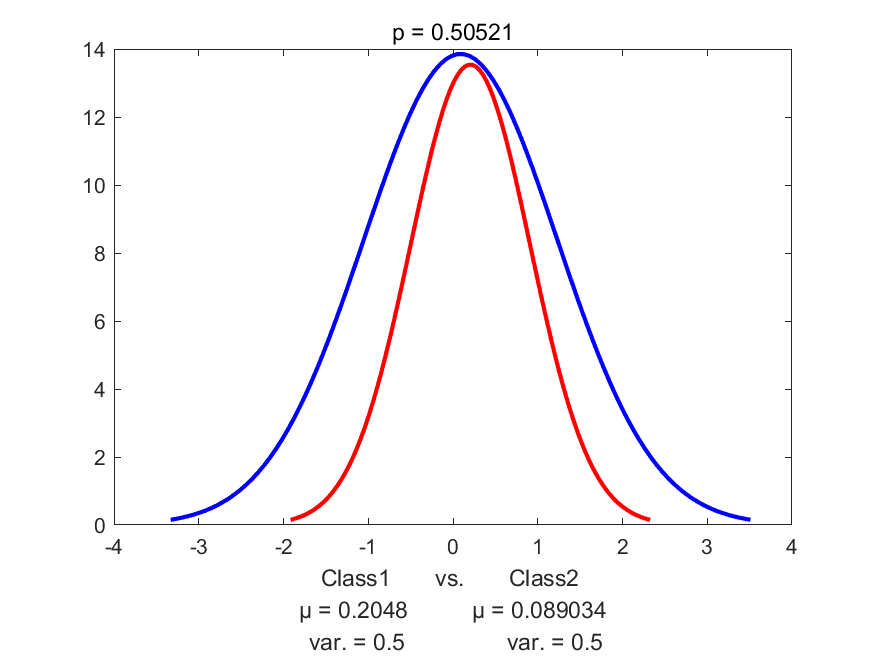 p = 0.50521
14
12
10
8
6
4
2
0
-4 -3 -2 -1 0 1 2 3 4
Class1 vs. Class2
μ = 0.2048 μ = 0.089034
var. = 0.5 var. = 0.5